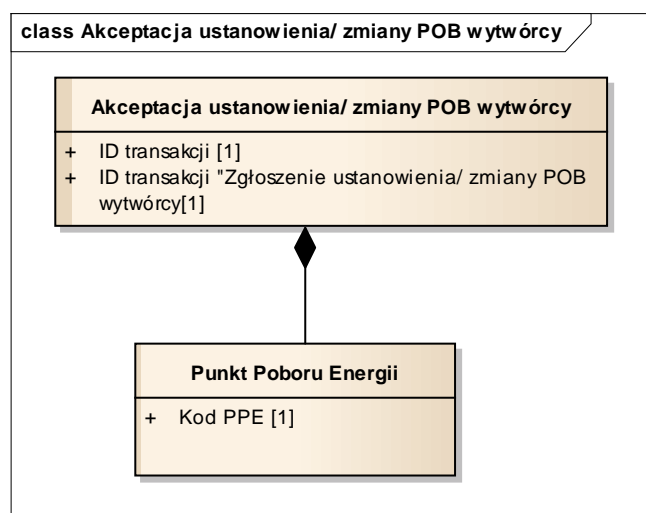 class Akceptacja ustanowienia/ zmiany POB wytwórcy
Akceptacja ustanowienia/ zmiany POB wytwórcy
+ ID transakcji [1]
+ ID transakcji "Zgłoszenie ustanowienia/ zmiany POB
wytwórcy[1]
Punkt Poboru Energii
+ Kod PPE [1]